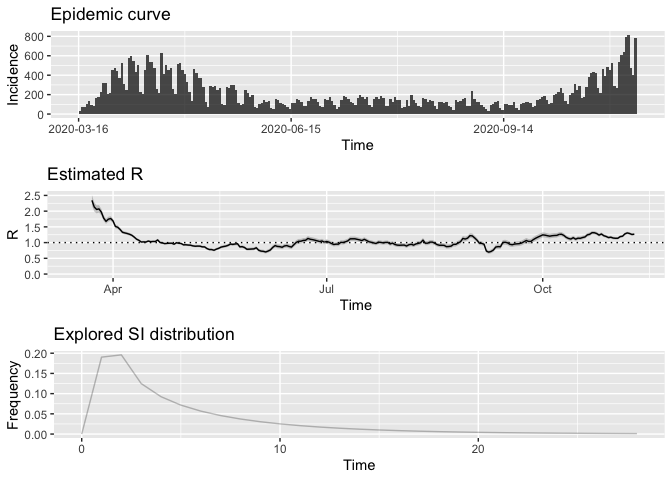 Epidemic curve
800
600
400
200
0
Incidence
2020-03-16 2020-06-15 2020-09-14
Time
Estimated R
2.5
2.0
1.5
1.0
0.5
0.0
R
Apr Jul Oct
Time
Explored SI distribution
0.20
0.15
0.10
0.05
0.00
Frequency
0 10 20
Time